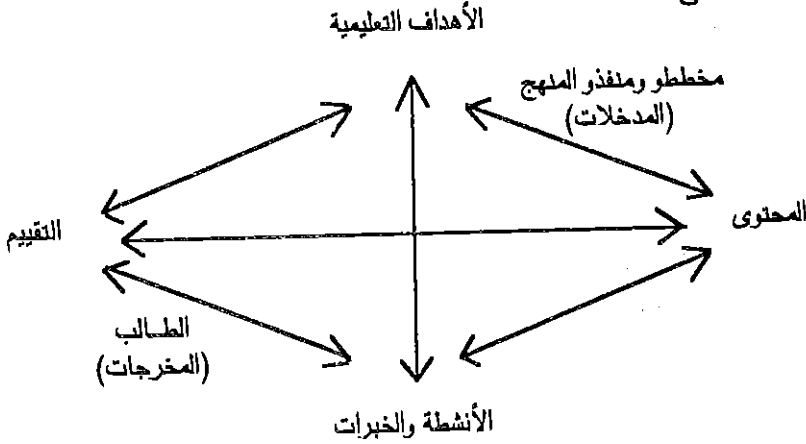 الأهداف التعليمية
مخططو ومنفذو المنهج
(المدخلات)
المحتوى
التقييم
الطالب
(المخرجات)
الأنشطة والخبرات